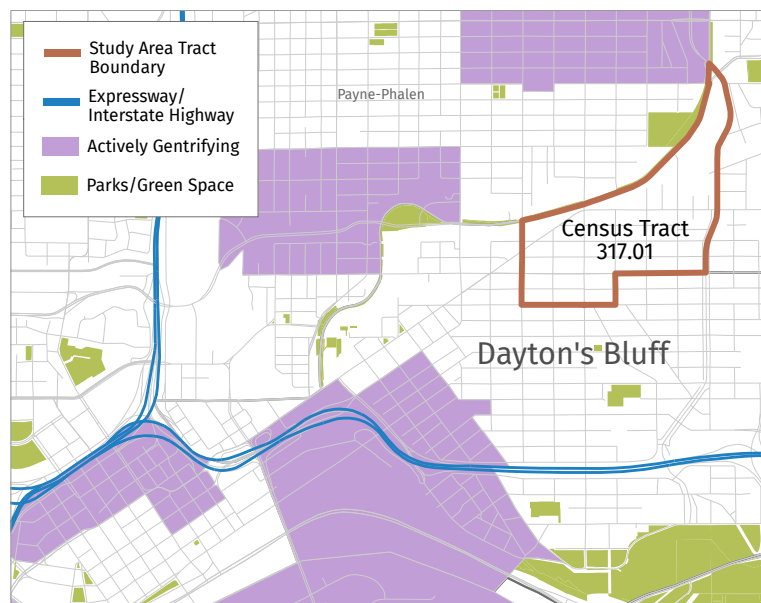 Study Area Tract
Boundary
Expressway/
Interstate Highway
Actively Gentrifying
Parks/Green Space
Payne-Phalen
Census Tract
317.01
Dayton's Bluff